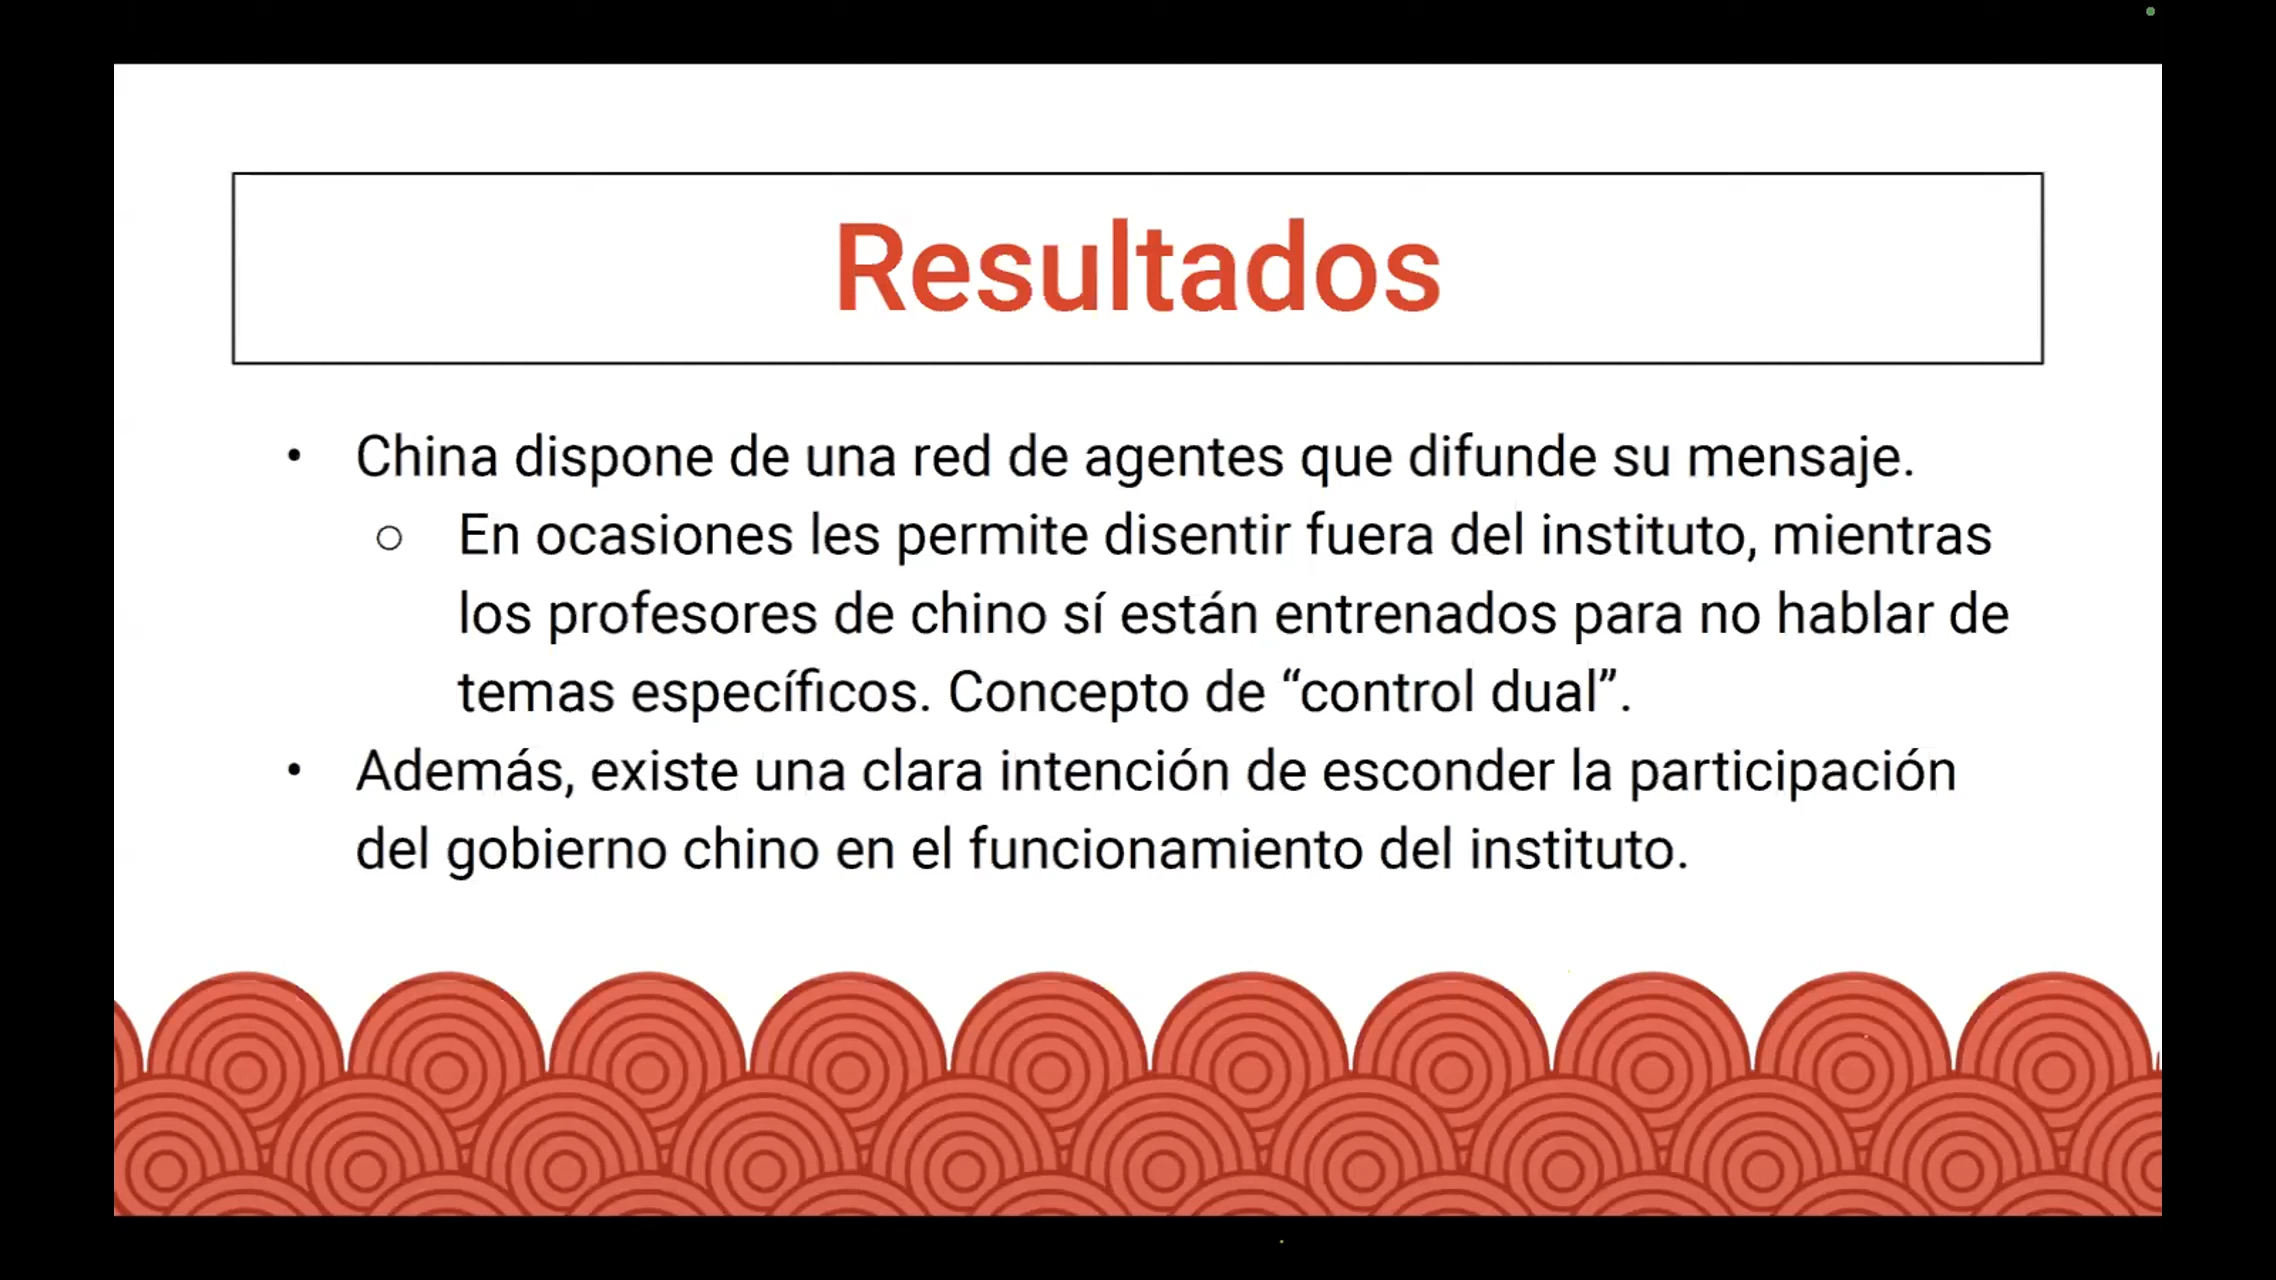 Resultados
• China dispone de una red de agentes que difunde su mensaje.
○ En ocasiones les permite disentir fuera del instituto, mientras
los profesores de chino sí están entrenados para no hablar de
temas específicos. Concepto de “control dual”.
• Además, existe una clara intención de esconder la participación
del gobierno chino en el funcionamiento del instituto.